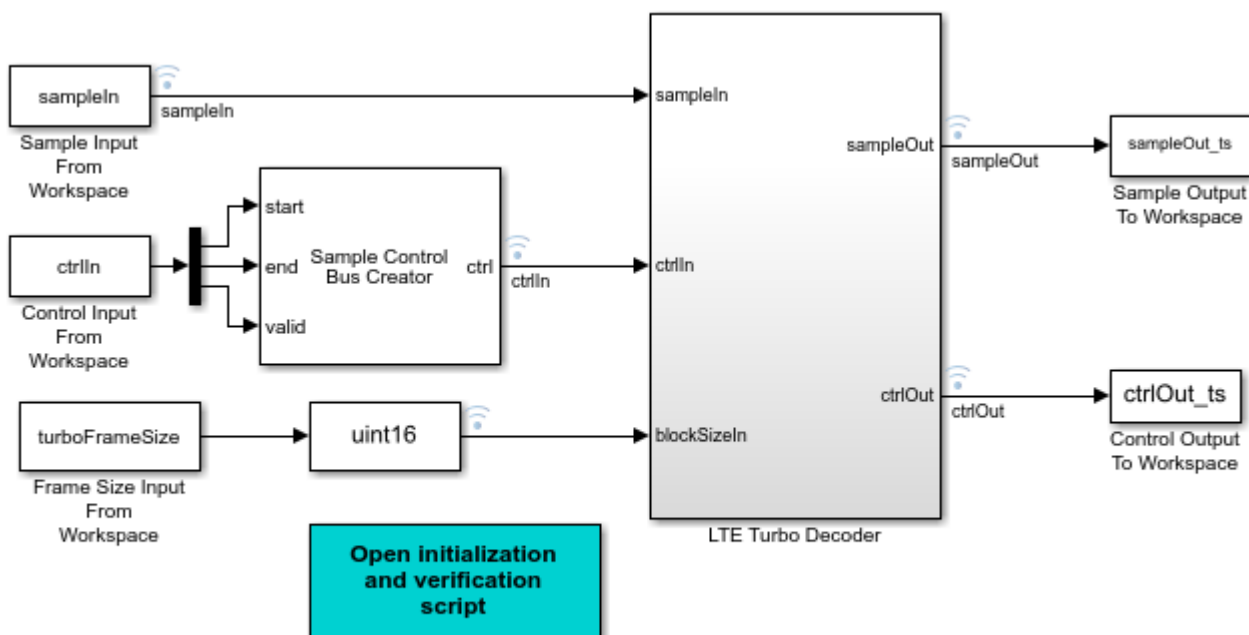 sampleIn
sampleIn
Sample Input
From
Workspace
sampleIn
sampleOut
sampleOut
sampleOut_ts
Sample Output
To Workspace
start
end
valid
Sample Control
Bus Creator
ctrl
ctrlIn
ctrlIn
ctrlIn
Control Input
From
Workspace
turboFrameSize
Frame Size Input
From
Workspace
uint16
blockSizeIn
ctrlOut
ctrlOut
ctrlOut_ts
Control Output
To Workspace
LTE Turbo Decoder
Open initialization
and verification
script